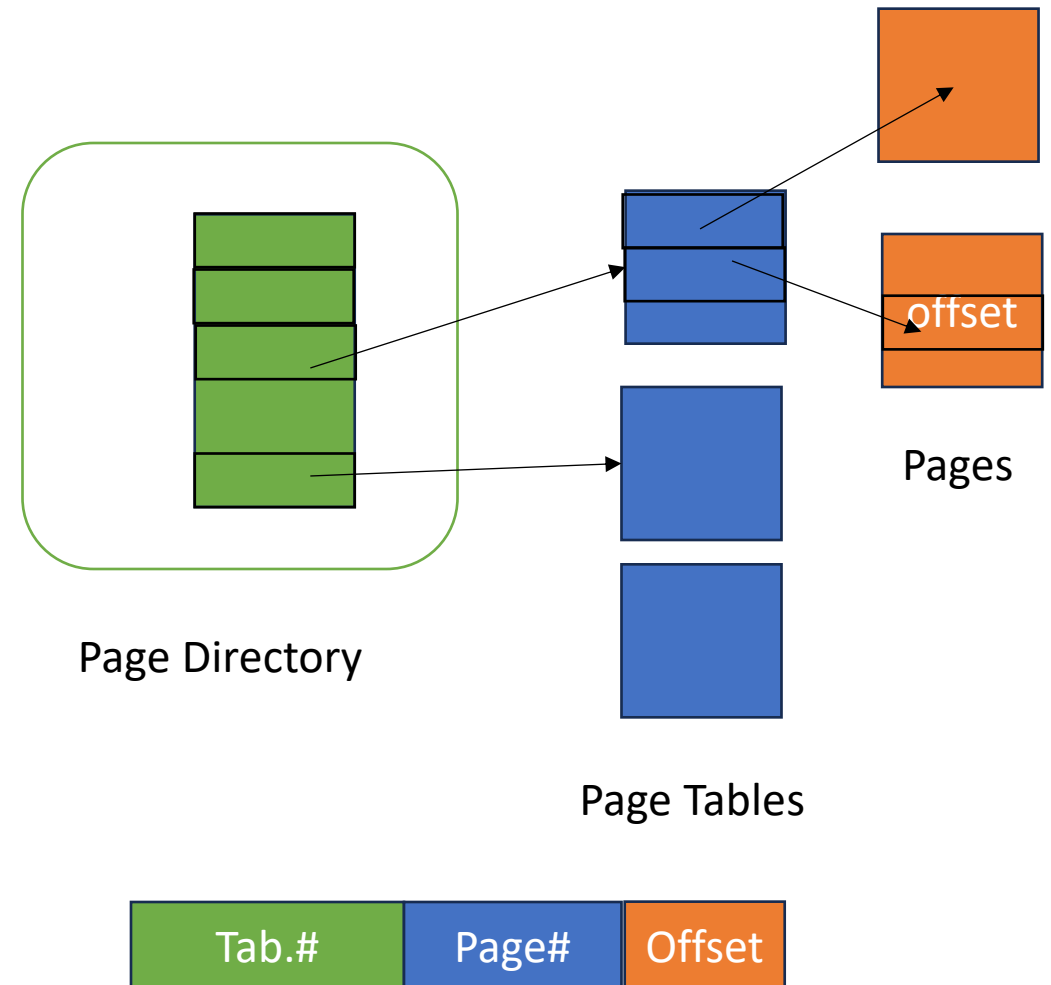 offset
Pages
Page Directory
Page Tables
Tab.# Page# Offset